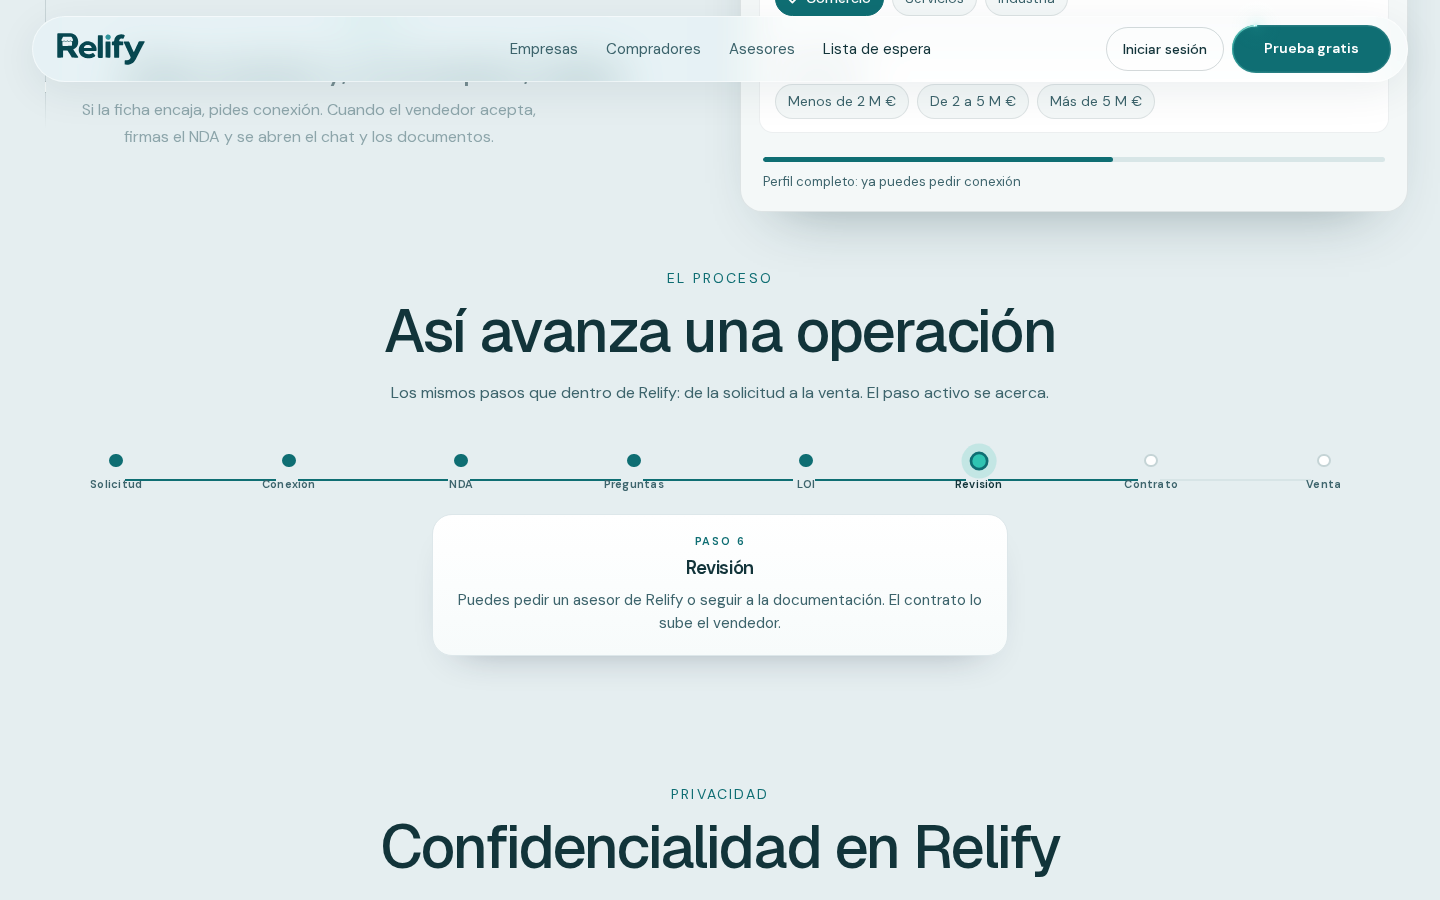 Relify
Empresas
Compradores
Asesores
Lista de espera
Iniciar sesión
Prueba gratis
Comercio
Servicios
Industria
Si la ficha encaja, pides conexión. Cuando el vendedor acepta,
firmas el NDA y se abren el chat y los documentos.
Menos de 2 M €
De 2 a 5 M €
Más de 5 M €
Perfil completo: ya puedes pedir conexión
EL PROCESO
Así avanza una operación
Los mismos pasos que dentro de Relify: de la solicitud a la venta. El paso activo se acerca.
Solicitud
Conexión
NDA
Preguntas
LOI
Revisión
Contrato
Venta
PASO 6
Revisión
Puedes pedir un asesor de Relify o seguir a la documentación. El contrato lo
sube el vendedor.
PRIVACIDAD
Confidencialidad en Relify